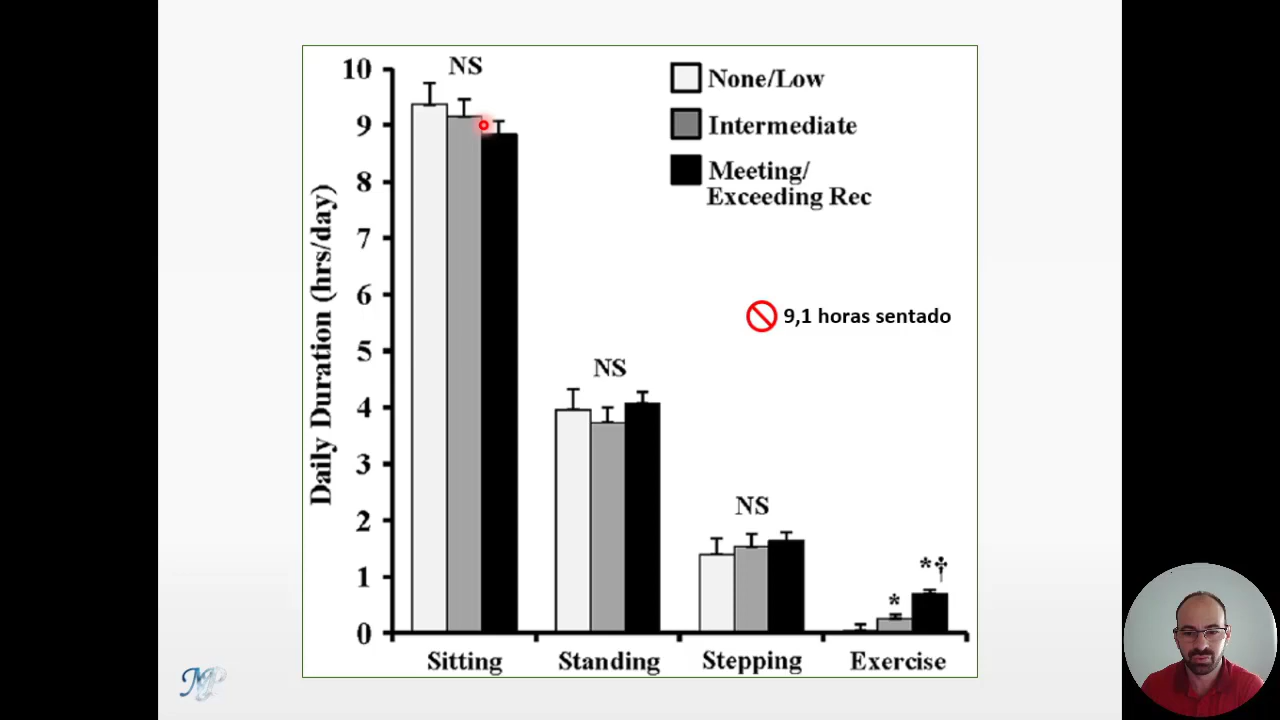 NS
10
9
8
7
6
5
4
3
2
1
0
Daily Duration (hrs/day)
None/Low
Intermediate
Meeting/
Exceeding Rec
9,1 horas sentado
NS
NS
*
*†
Sitting
Standing
Stepping
Exercise